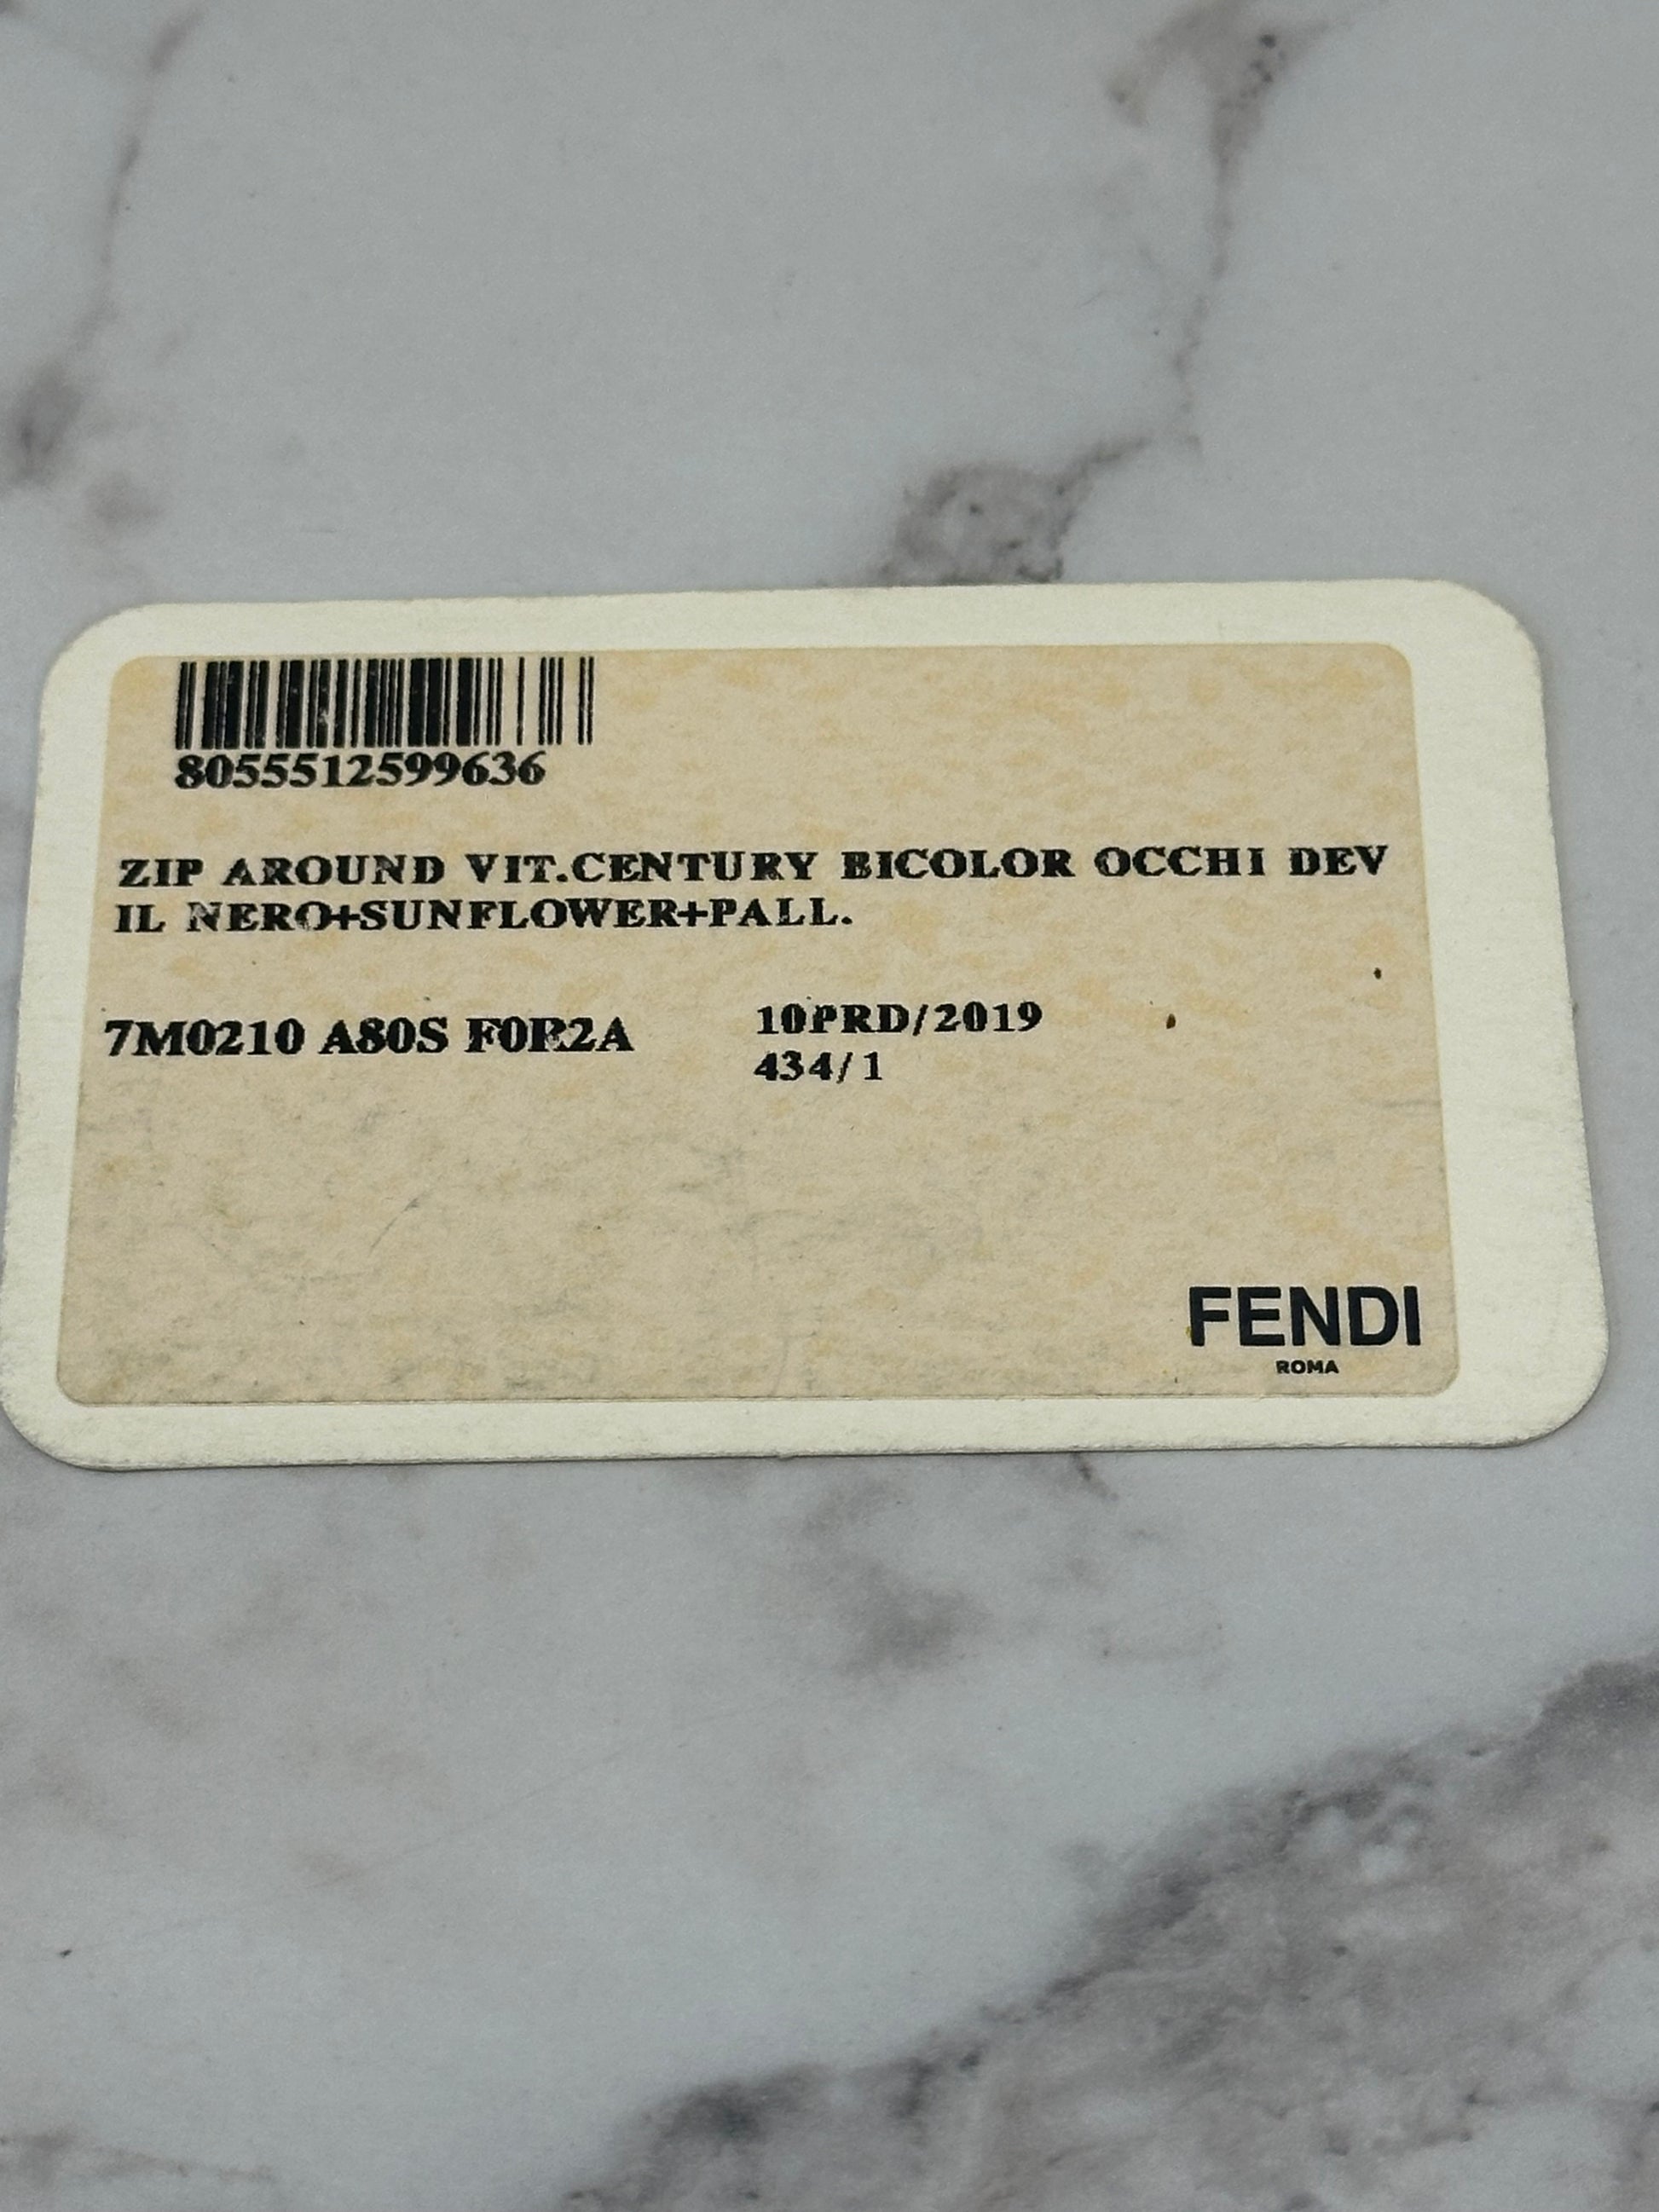 8055512599636
ZIP AROUND VIT.CENTURY BICOLOR OCCHI DEV
IL NERO+SUNFLOWER+PALL.
7M0210 A80S F0R2A
10PRD/2019
434/1
FENDI
ROMA